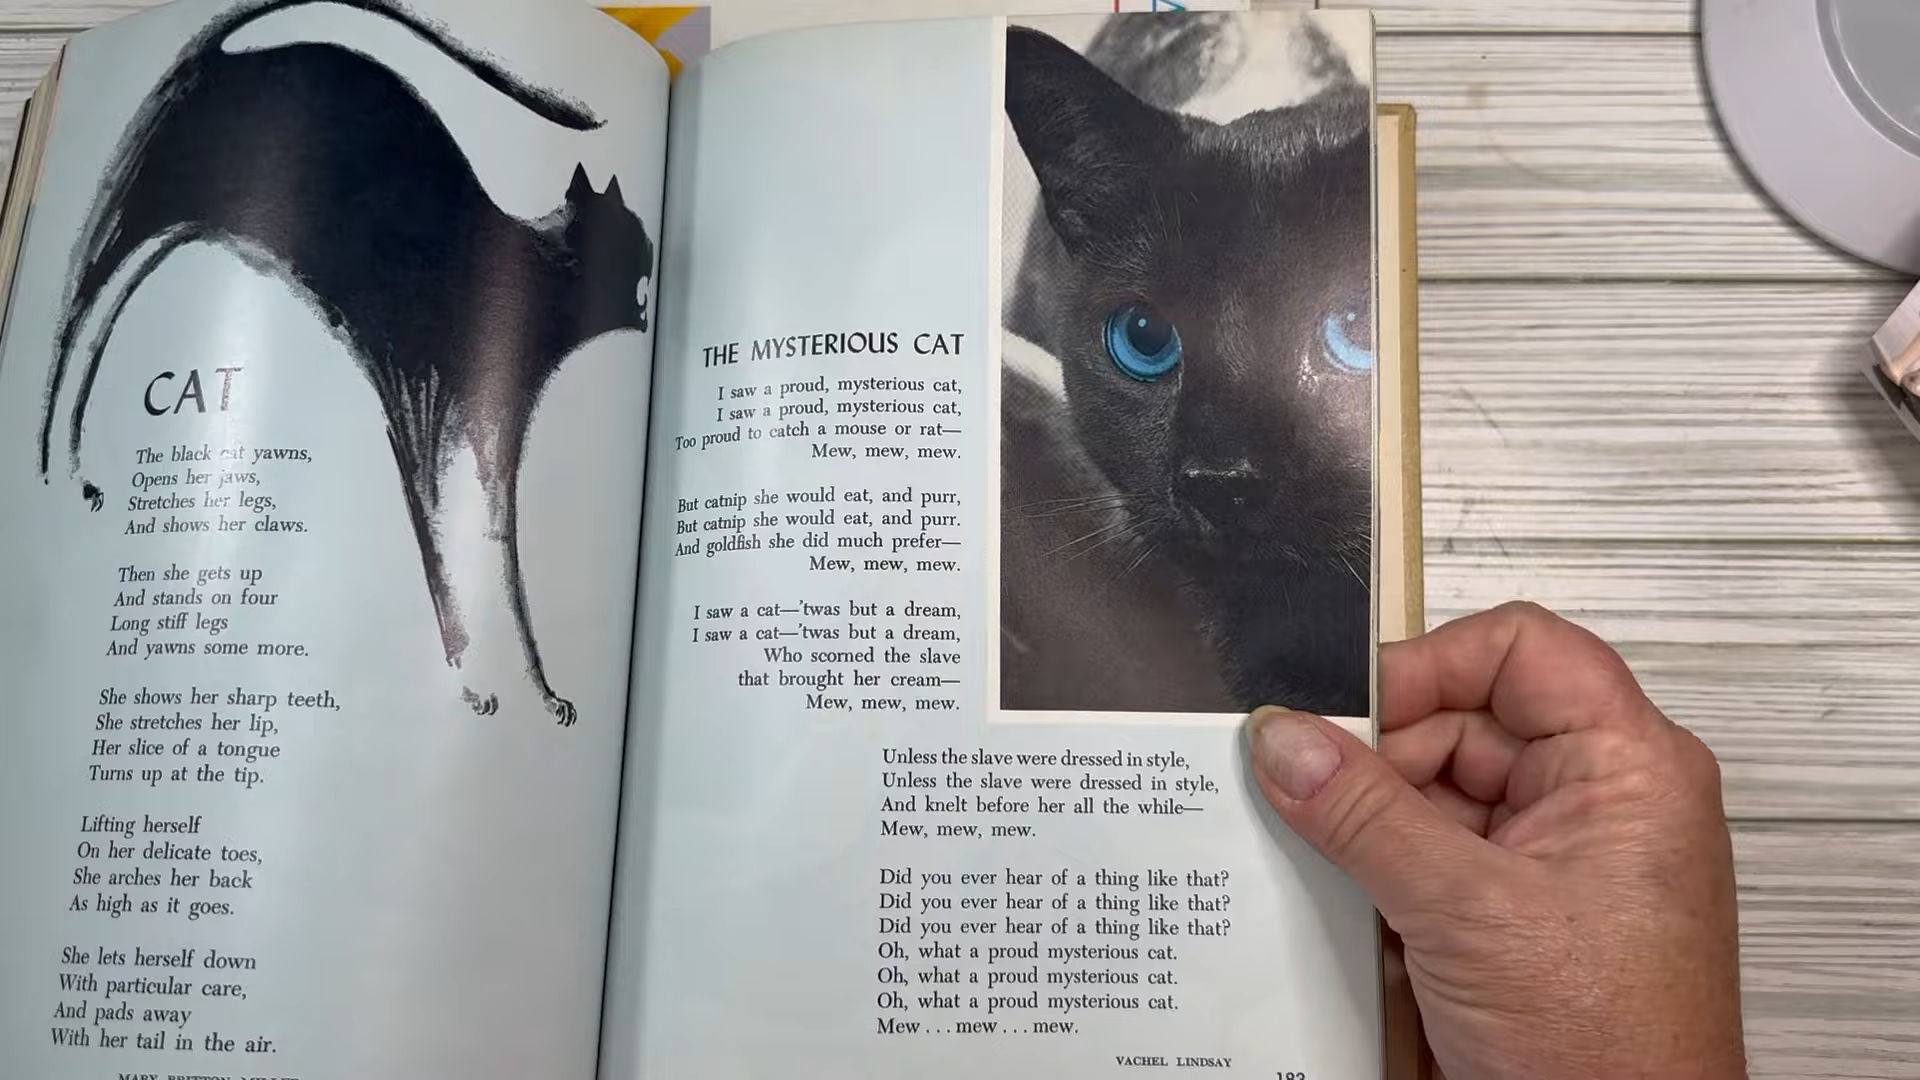 CAT
The black cat yawns,
Opens her jaws,
Stretches her legs,
And shows her claws.
Then she gets up
And stands on four
Long stiff legs
And yawns some more.
She shows her sharp teeth,
She stretches her lip,
Her slice of a tongue
Turns up at the tip.
Lifting herself
On her delicate toes,
She arches her back
As high as it goes.
She lets herself down
With particular care,
And pads away
With her tail in the air.
MARY BRITTON MILLER
THE MYSTERIOUS CAT
I saw a proud, mysterious cat,
I saw a proud, mysterious cat,
Too proud to catch a mouse or rat—
Mew, mew, mew.
But catnip she would eat, and purr,
But catnip she would eat, and purr.
And goldfish she did much prefer—
Mew, mew, mew.
I saw a cat—'twas but a dream,
I saw a cat—'twas but a dream,
Who scorned the slave
that brought her cream—
Mew, mew, mew.
Unless the slave were dressed in style,
Unless the slave were dressed in style,
And knelt before her all the while—
Mew, mew, mew.
Did you ever hear of a thing like that?
Did you ever hear of a thing like that?
Did you ever hear of a thing like that?
Oh, what a proud mysterious cat.
Oh, what a proud mysterious cat.
Oh, what a proud mysterious cat.
Mew . . . mew . . . mew.
VACHEL LINDSAY